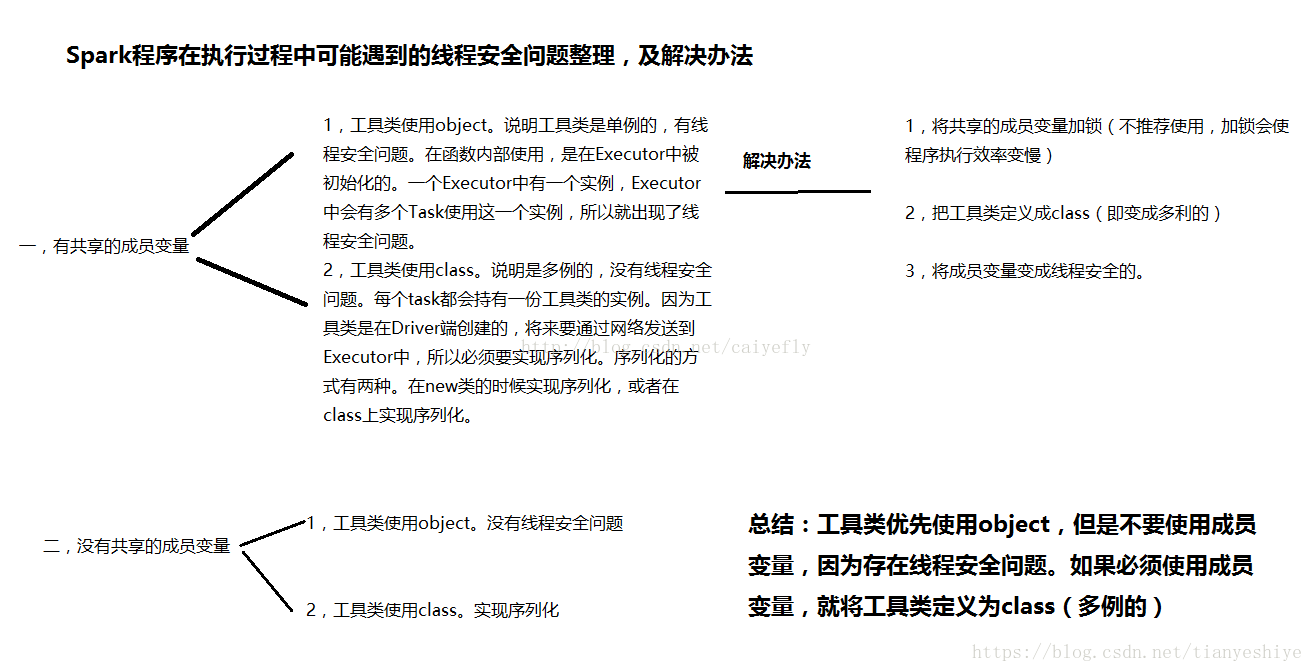 Spark程序在执行过程中可能遇到的线程安全问题整理，及解决办法
一，有共享的成员变量
1，工具类使用object。说明工具类是单例的，有线
程安全问题。在函数内部使用，是在Executor中被
初始化的。一个Executor中有一个实例，Executor
中会有多个Task使用这一个实例，所以就出现了线
程安全问题。
2，工具类使用class。说明是多例的，没有线程安全
问题。每个task都会持有一份工具类的实例。因为工
具类是在Driver端创建的，将来要通过网络发送到
Executor中，所以必须要实现序列化。序列化的方
式有两种。在new类的时候实现序列化，或者在
class上实现序列化。
解决办法
1，将共享的成员变量加锁（不推荐使用，加锁会使
程序执行效率变慢）
2，把工具类定义成class（即变成多利的）
3，将成员变量变成线程安全的。
http://blog.csdn.net/caiyefly
二，没有共享的成员变量
1，工具类使用object。没有线程安全问题
2，工具类使用class。实现序列化
总结：工具类优先使用object，但是不要使用成员
变量，因为存在线程安全问题。如果必须使用成员
变量，就将工具类定义为class（多例的）
https://blog.csdn.net/tianyeshiye